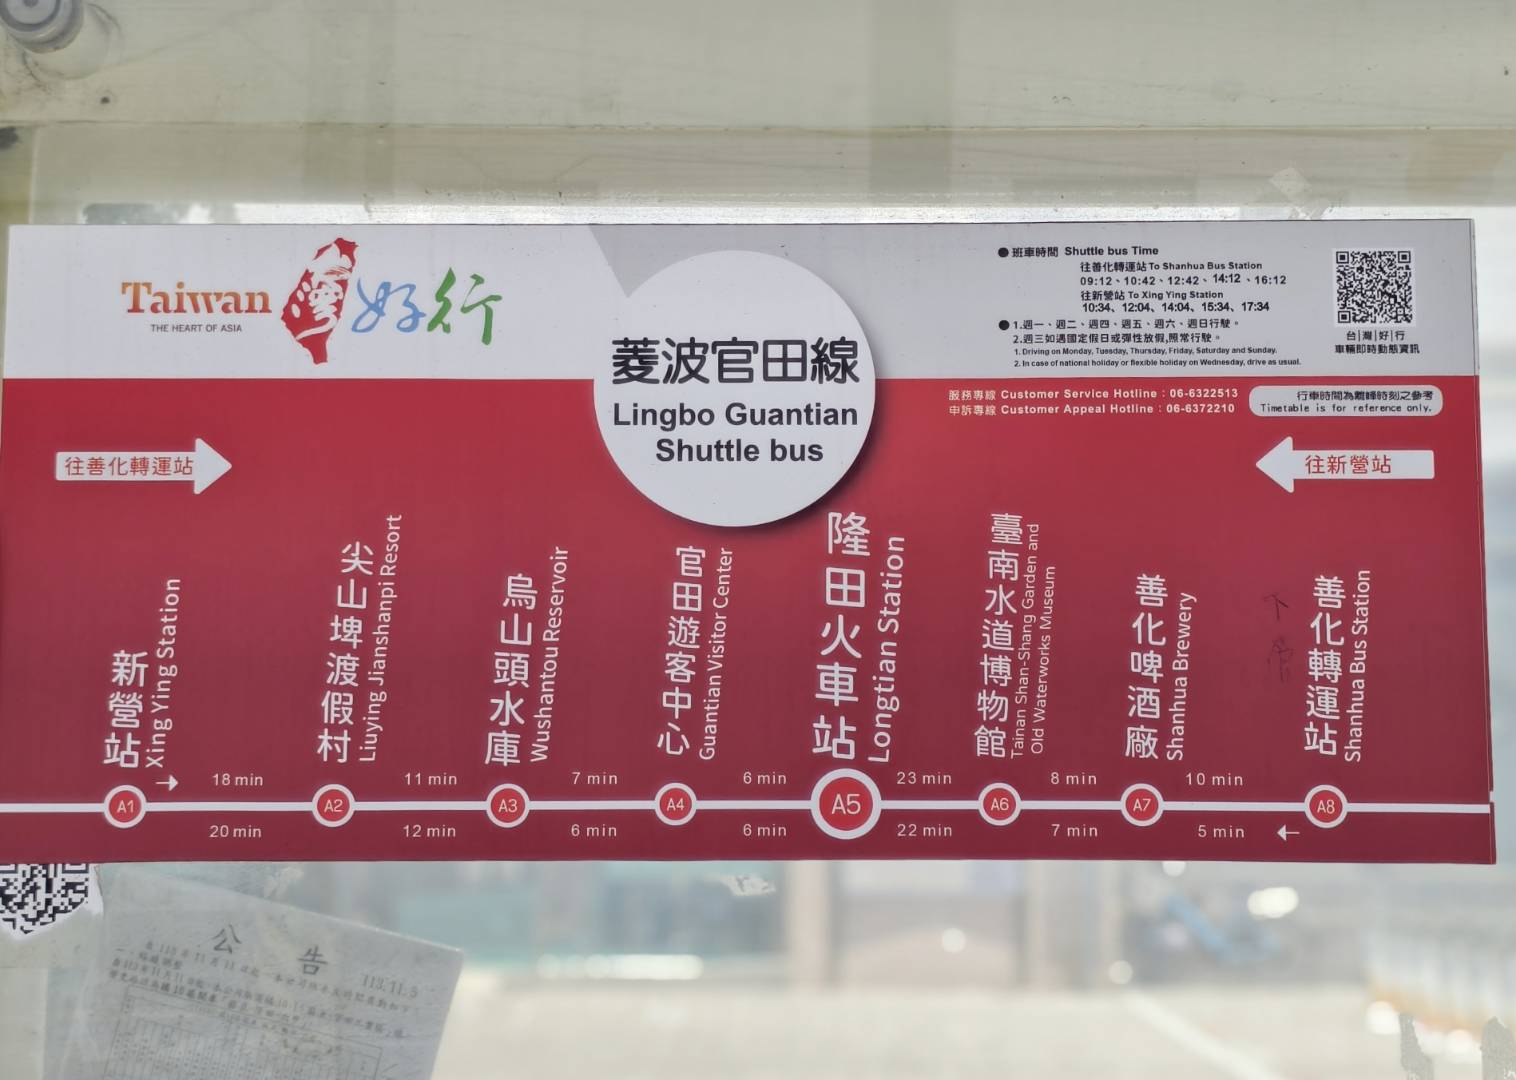 Taiwan
THE HEART OF ASIA
灣好行
菱波官田線
Lingbo Guantian
Shuttle bus
●班車時間 Shuttle bus Time
往善化轉運站 To Shanhua Bus Station
09:12、10:42、12:42、14:12、16:12
往新營站 To Xing Ying Station
10:34、12:04、14:04、15:34、17:34
●1.週一、週二、週四、週五、週六、週日行駛。
2.週三如遇國定假日或彈性放假,照常行駛。
1. Driving on Monday, Tuesday, Thursday, Friday, Saturday and Sunday.
2. In case of national holiday or flexible holiday on Wednesday, drive as usual.
台|灣|好|行
車輛即時動態資訊
服務專線 Customer Service Hotline：06-6322513
申訴專線 Customer Appeal Hotline：06-6372210
行車時間為離峰時刻之參考
Timetable is for reference only.
往善化轉運站
往新營站
新營站
Xing Ying Station
尖山埤渡假村
Liuying Jianshanpi Resort
烏山頭水庫
Wushantou Reservoir
官田遊客中心
Guantian Visitor Center
隆田火車站
Longtian Station
臺南水道博物館
Tainan Shan-Shang Garden and
Old Waterworks Museum
善化啤酒廠
Shanhua Brewery
善化轉運站
Shanhua Bus Station
18 min 11 min 7 min 6 min 23 min 8 min 10 min
A1 A2 A3 A4 A5 A6 A7 A8
20 min 12 min 6 min 6 min 22 min 7 min 5 min
公告
113.11.5